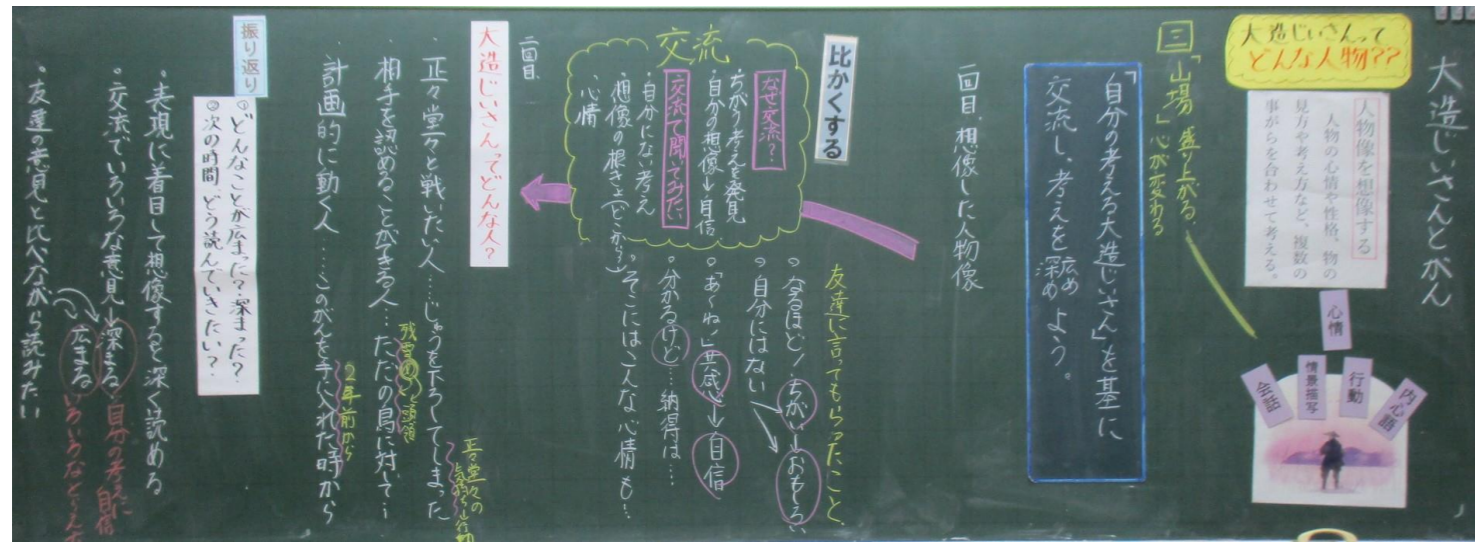 大造じいさんとがん
大造じいさんって
どんな人物??
人物像を想像する
人物の心情や性格、物の
見方や考え方など、複数の
事がらを合わせて考える。
心情
内心語
行動
情景描写
会話
三「山場」盛り上がる。
心が変わる
「自分の考える大造じいさん」を基に
交流し、考えを広め
深めよう。
一回目 想像した人物像
比かくする
交流
なぜ交流?
ちがう考えを発見
・自分の想像→自信
交流で聞いてみたい
・自分にない考え
・想像の根きょ(どこから)
・心情
友達に言ってもらったこと
○なるほど!ちがい→おもしろい
○自分にはない
○「あ〜ね!」共感→自信
○分かるけど…納得は…
○そこにはこんな心情も…
二回目
大造じいさんってどんな人?
・正々堂々と戦いたい人……じゅうを下ろしてしまった
正々堂々の
気持ち→行動
・相手を認めることができる人…ただの鳥に対して…
残雪の 頭領
・計画的に動く人……このがんを手に入れた時から
2年前から
振り返り
◎どんなことが広まった?深まった?
◎次の時間、どう読んでいきたい?
・表現に着目して想像すると深く読める
・交流でいろいろな意見→深まる:自分の考えに
自信
広まる
・友達の意見と比べながら読みたい